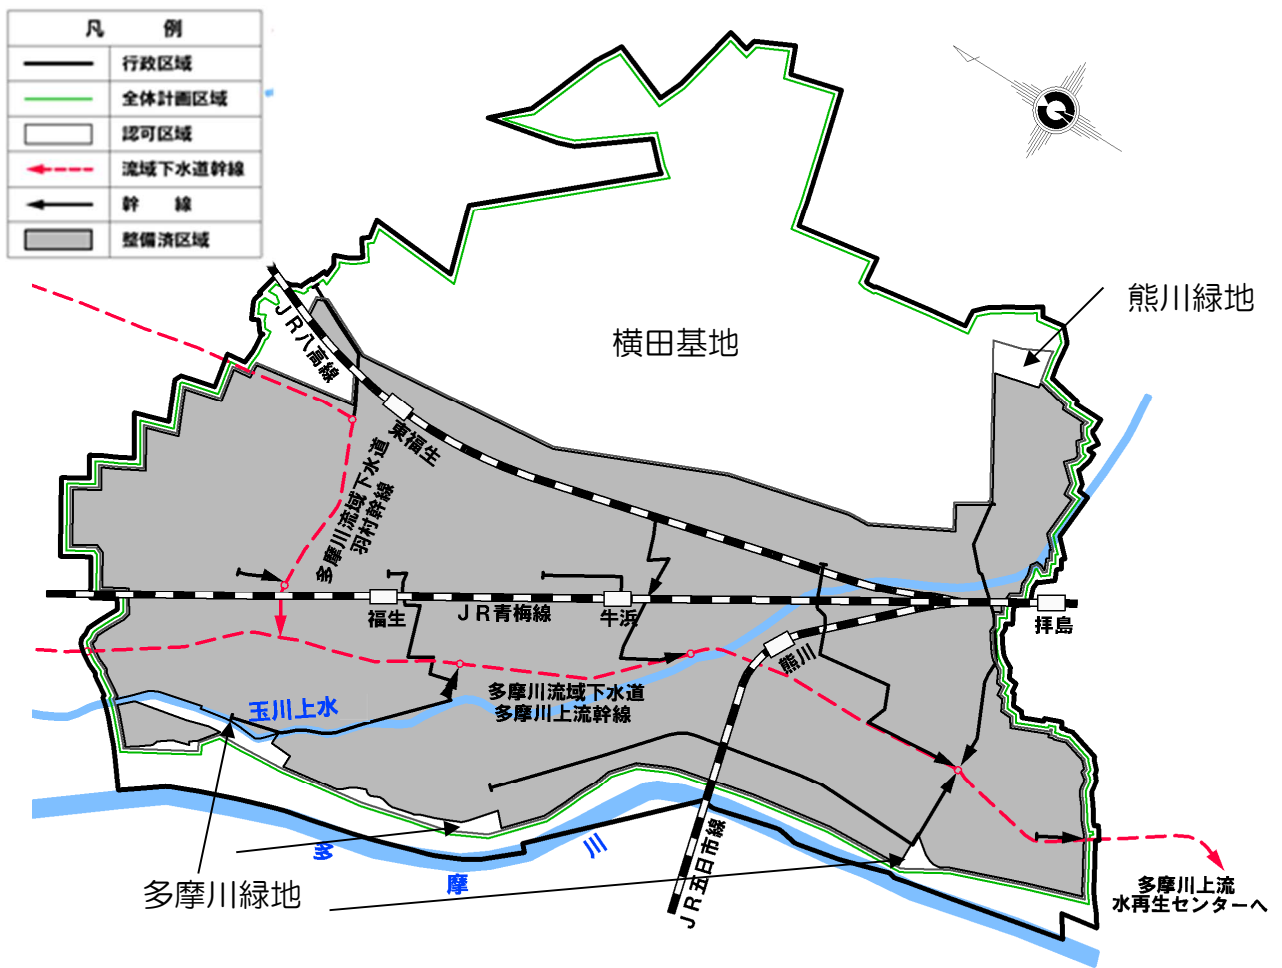 凡 例
行政区域
全体計画区域
認可区域
流域下水道幹線
幹 線
整備済区域
熊川緑地
横田基地
JR八高線
東福生
多摩川流域下水道
羽村幹線
福生
JR青梅線
牛浜
拝島
熊川
多摩川流域下水道
多摩川上流幹線
玉川上水
多
摩
川
JR五日市線
多摩川緑地
多摩川上流
水再生センターへ